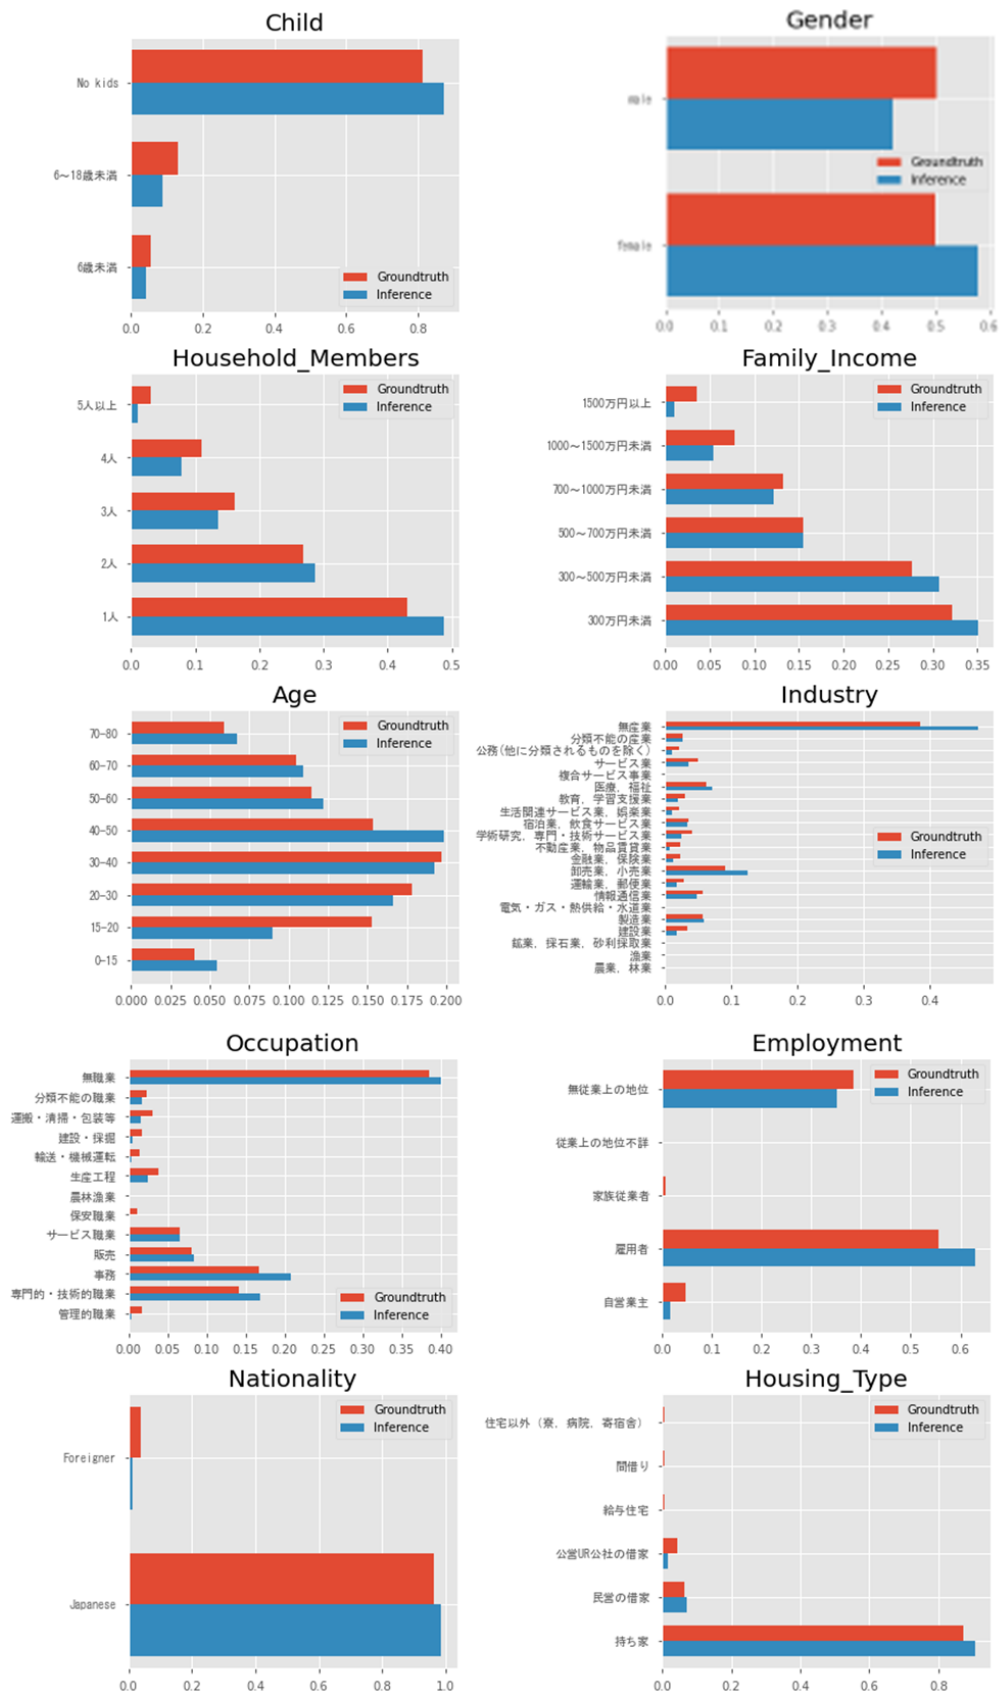 Child
No kids
6～18歳未満
6歳未満
Groundtruth
Inference
0.0 0.2 0.4 0.6 0.8
Gender
male
female
Groundtruth
Inference
0.0 0.1 0.2 0.3 0.4 0.5 0.6
Household_Members
Groundtruth
Inference
5人以上
4人
3人
2人
1人
0.0 0.1 0.2 0.3 0.4 0.5
Family_Income
Groundtruth
Inference
1500万円以上
1000～1500万円未満
700～1000万円未満
500～700万円未満
300～500万円未満
300万円未満
0.00 0.05 0.10 0.15 0.20 0.25 0.30 0.35
Age
Groundtruth
Inference
70-80
60-70
50-60
40-50
30-40
20-30
15-20
0-15
0.000 0.025 0.050 0.075 0.100 0.125 0.150 0.175 0.200
Industry
無産業
分類不能の産業
公務(他に分類されるものを除く)
サービス業
複合サービス事業
医療，福祉
教育，学習支援業
生活関連サービス業，娯楽業
宿泊業，飲食サービス業
学術研究，専門・技術サービス業
不動産業，物品賃貸業
金融業，保険業
卸売業，小売業
運輸業，郵便業
情報通信業
電気・ガス・熱供給・水道業
製造業
建設業
鉱業，採石業，砂利採取業
漁業
農業，林業
Groundtruth
Inference
0.0 0.1 0.2 0.3 0.4
Occupation
無職業
分類不能の職業
運搬・清掃・包装等
建設・採掘
輸送・機械運転
生産工程
農林漁業
保安職業
サービス職業
販売
事務
専門的・技術的職業
管理的職業
Groundtruth
Inference
0.00 0.05 0.10 0.15 0.20 0.25 0.30 0.35 0.40
Employment
Groundtruth
Inference
無従業上の地位
従業上の地位不詳
家族従業者
雇用者
自営業主
0.0 0.1 0.2 0.3 0.4 0.5 0.6
Nationality
Groundtruth
Inference
Foreigner
Japanese
0.0 0.2 0.4 0.6 0.8 1.0
Housing_Type
Groundtruth
Inference
住宅以外（寮，病院，寄宿舎）
間借り
給与住宅
公営UR公社の借家
民営の借家
持ち家
0.0 0.2 0.4 0.6 0.8